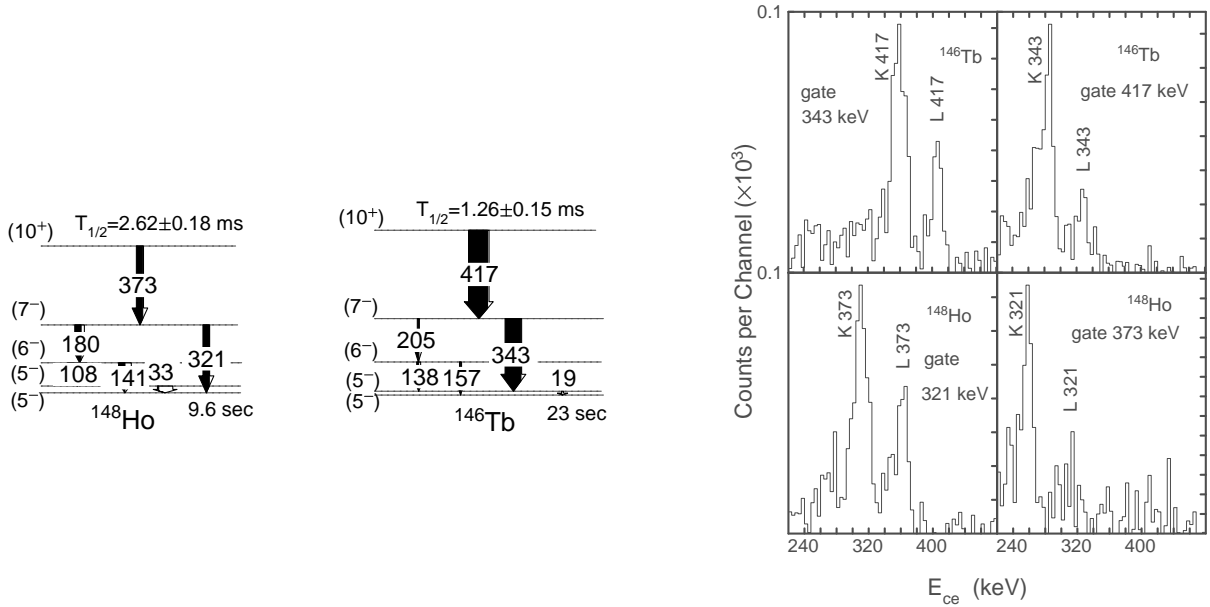 (10⁺) T1/2=2.62±0.18 ms
373
(7⁻)
180
321
(6⁻)
108
141
33
(5⁻)
(5⁻)
¹⁴⁸Ho
9.6 sec
(10⁺) T1/2=1.26±0.15 ms
417
(7⁻)
205
343
(6⁻)
138
157
19
(5⁻)
(5⁻)
¹⁴⁶Tb
23 sec
Counts per Channel (×10³)
0.1
0.1
gate
343 keV
K 417
L 417
¹⁴⁶Tb
K 343
L 343
¹⁴⁶Tb
gate 417 keV
K 373
L 373
¹⁴⁸Ho
gate
321 keV
K 321
L 321
¹⁴⁸Ho
gate 373 keV
240 320 400 240 320 400
Ece (keV)